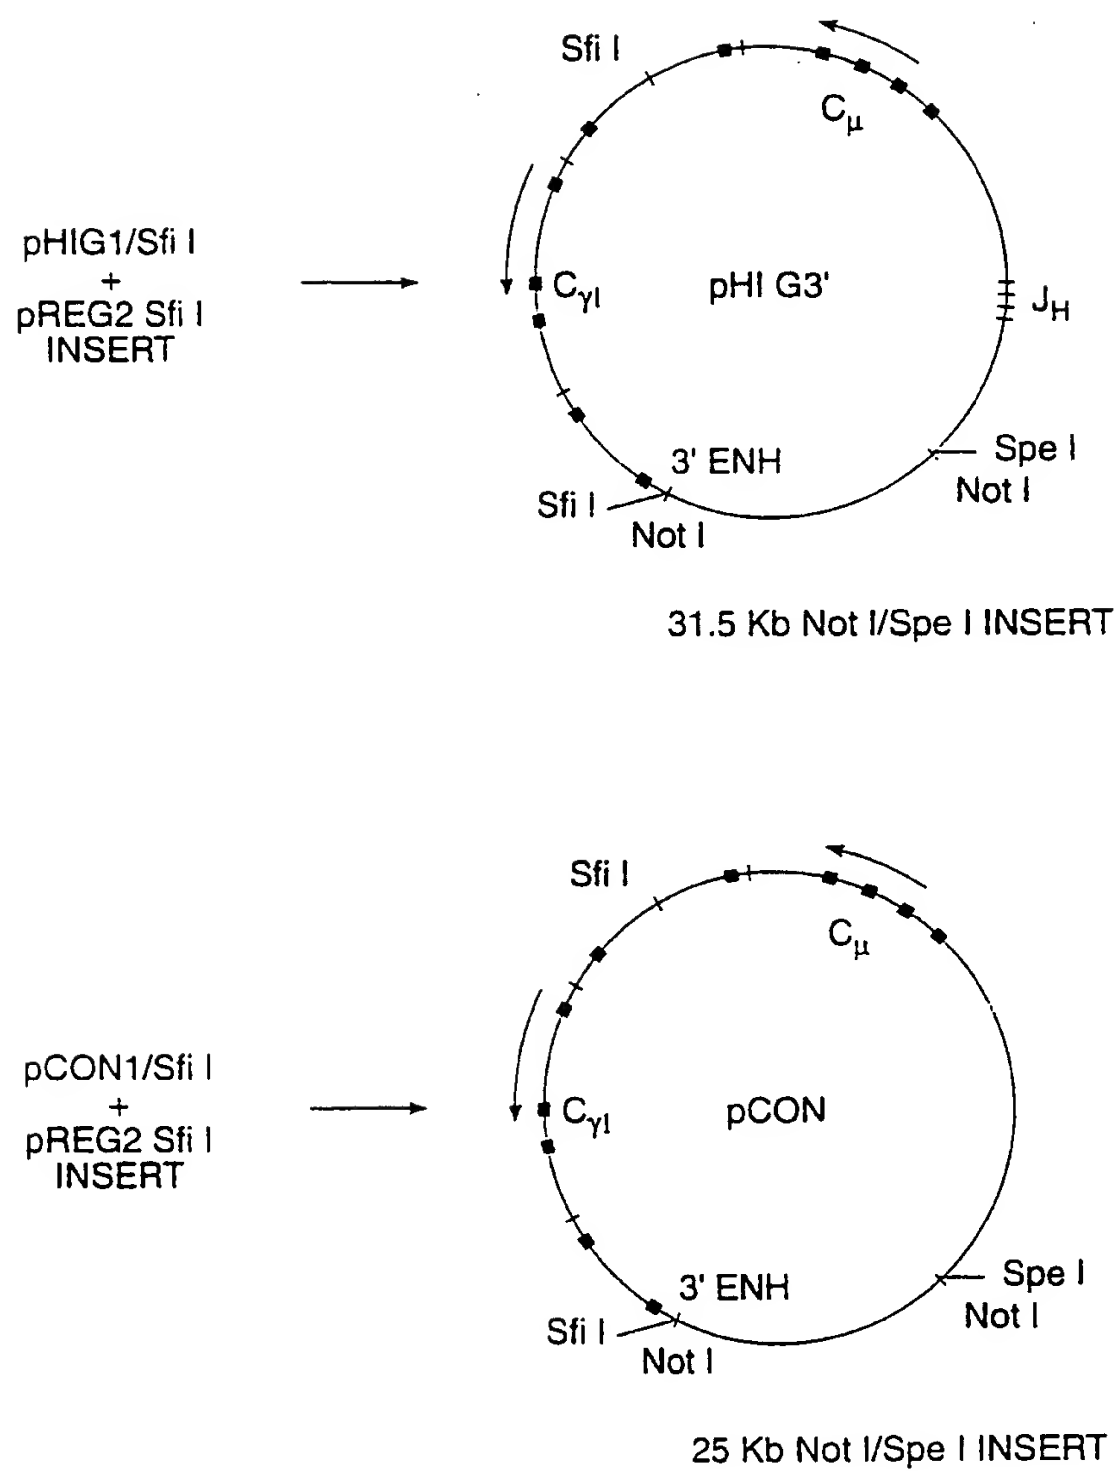 Sfi I
Cμ
pHIG1/Sfi I
+
pREG2 Sfi I
INSERT
CγI
pHI G3'
JH
3' ENH
Spe I
Not I
Sfi I
Not I
31.5 Kb Not I/Spe I INSERT
Sfi I
Cμ
pCON1/Sfi I
+
pREG2 Sfi I
INSERT
CγI
pCON
3' ENH
Spe I
Not I
Sfi I
Not I
25 Kb Not I/Spe I INSERT